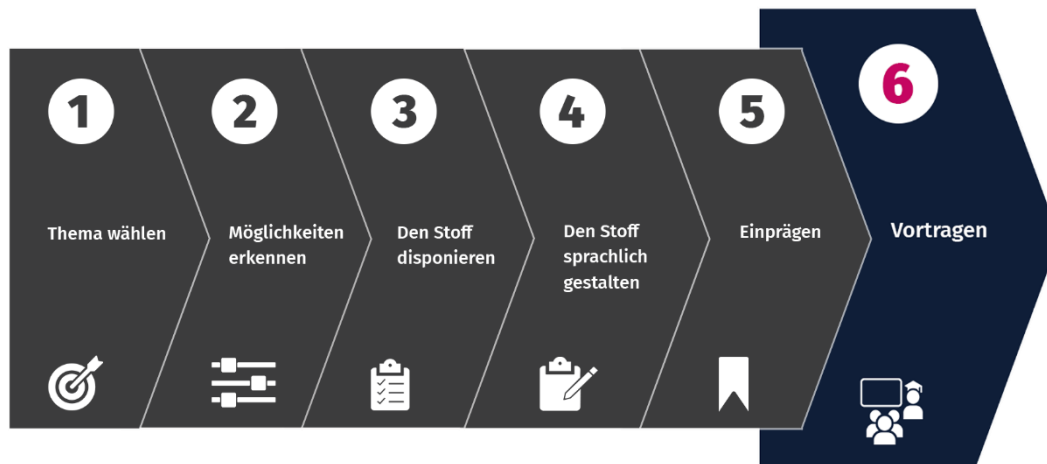 1
2
3
4
5
6
Thema wählen
Möglichkeiten
erkennen
Den Stoff
disponieren
Den Stoff
sprachlich
gestalten
Einprägen
Vortragen